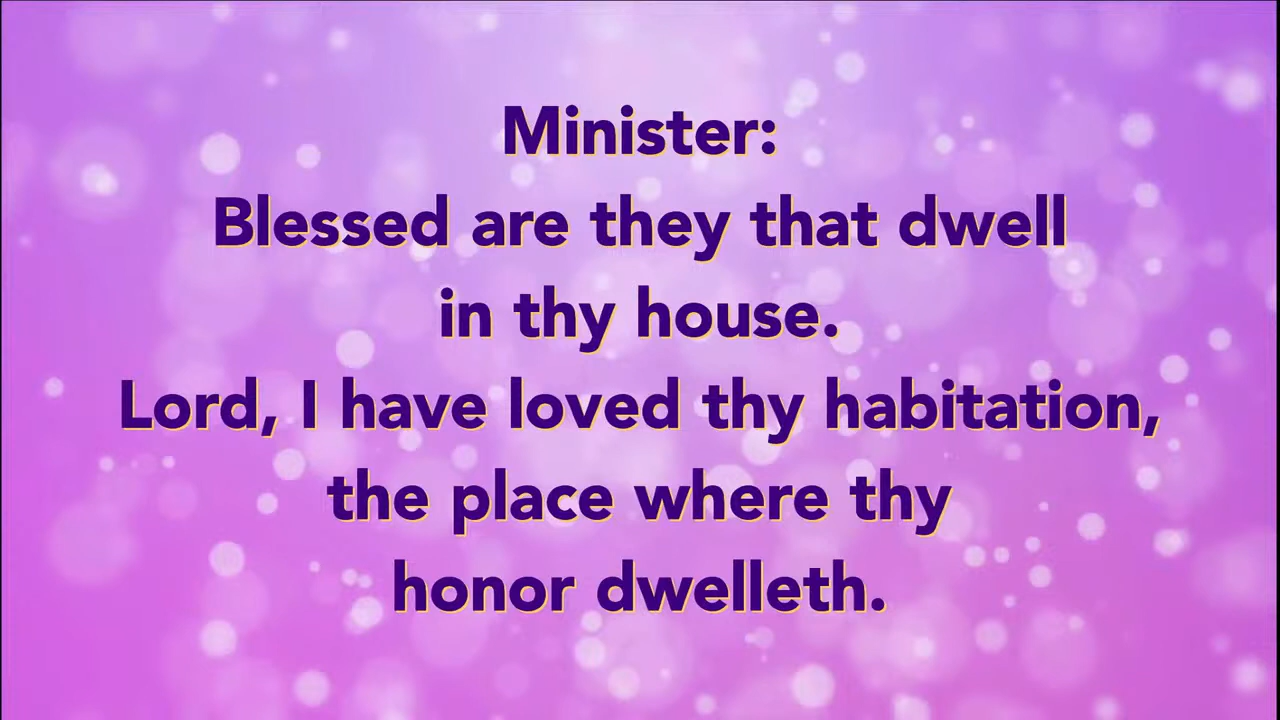 Minister:
Blessed are they that dwell
in thy house.
Lord, I have loved thy habitation,
the place where thy
honor dwelleth.